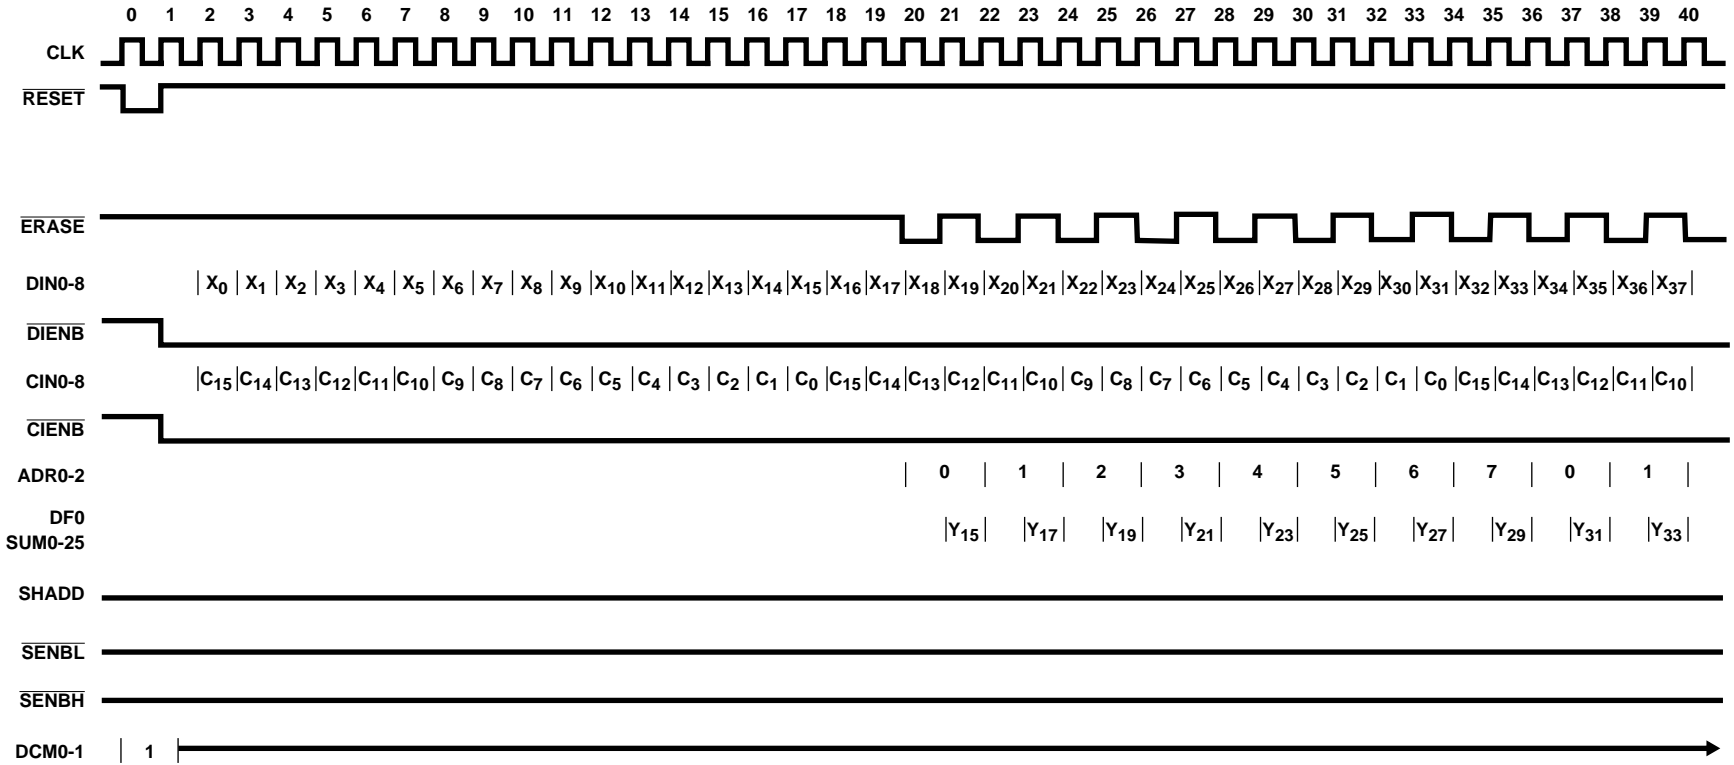 0 1 2 3 4 5 6 7 8 9 10 11 12 13 14 15 16 17 18 19 20 21 22 23 24 25 26 27 28 29 30 31 32 33 34 35 36 37 38 39 40
CLK
RESET
ERASE
DIN0-8 X0 X1 X2 X3 X4 X5 X6 X7 X8 X9 X10 X11 X12 X13 X14 X15 X16 X17 X18 X19 X20 X21 X22 X23 X24 X25 X26 X27 X28 X29 X30 X31 X32 X33 X34 X35 X36 X37
DIENB
CIN0-8 C15 C14 C13 C12 C11 C10 C9 C8 C7 C6 C5 C4 C3 C2 C1 C0 C15 C14 C13 C12 C11 C10 C9 C8 C7 C6 C5 C4 C3 C2 C1 C0 C15 C14 C13 C12 C11 C10
CIENB
ADR0-2 0 1 2 3 4 5 6 7 0 1
DF0
SUM0-25 Y15 Y17 Y19 Y21 Y23 Y25 Y27 Y29 Y31 Y33
SHADD
SENBL
SENBH
DCM0-1 1